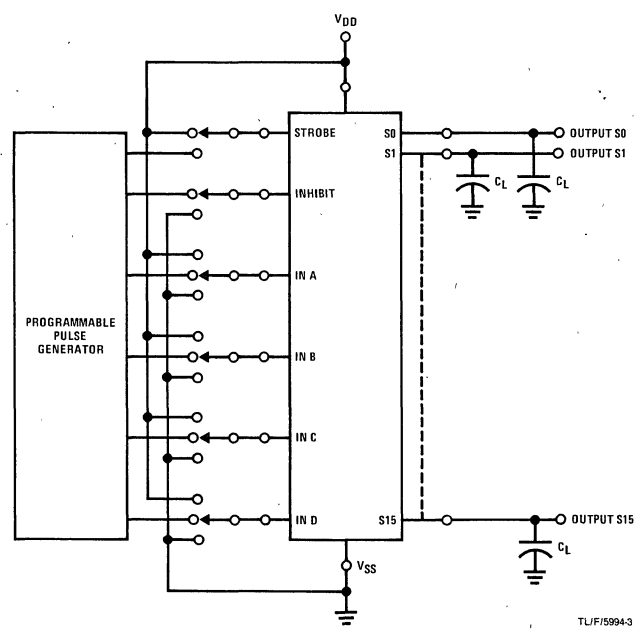 VDD
STROBE
S0
OUTPUT S0
S1
OUTPUT S1
CL
CL
INHIBIT
IN A
PROGRAMMABLE
PULSE
GENERATOR
IN B
IN C
IN D
S15
OUTPUT S15
CL
VSS
TL/F/5994-3